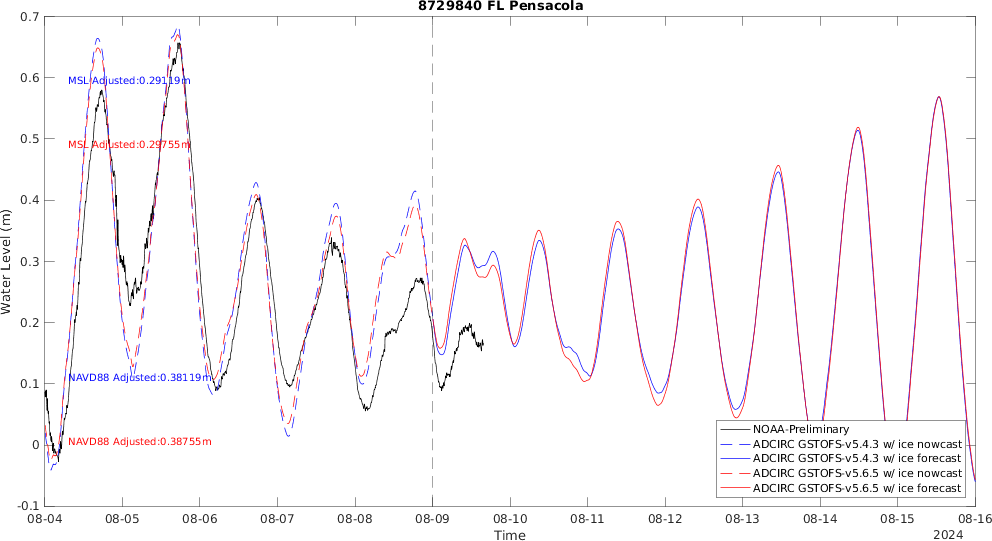 8729840 FL Pensacola
Water Level (m)
0.7
0.6
0.5
0.4
0.3
0.2
0.1
0
-0.1
MSL Adjusted:0.29119m
MSL Adjusted:0.29755m
NAVD88 Adjusted:0.38119m
NAVD88 Adjusted:0.38755m
NOAA-Preliminary
ADCIRC GSTOFS-v5.4.3 w/ ice nowcast
ADCIRC GSTOFS-v5.4.3 w/ ice forecast
ADCIRC GSTOFS-v5.6.5 w/ ice nowcast
ADCIRC GSTOFS-v5.6.5 w/ ice forecast
08-04 08-05 08-06 08-07 08-08 08-09 08-10 08-11 08-12 08-13 08-14 08-15 08-16
Time
2024